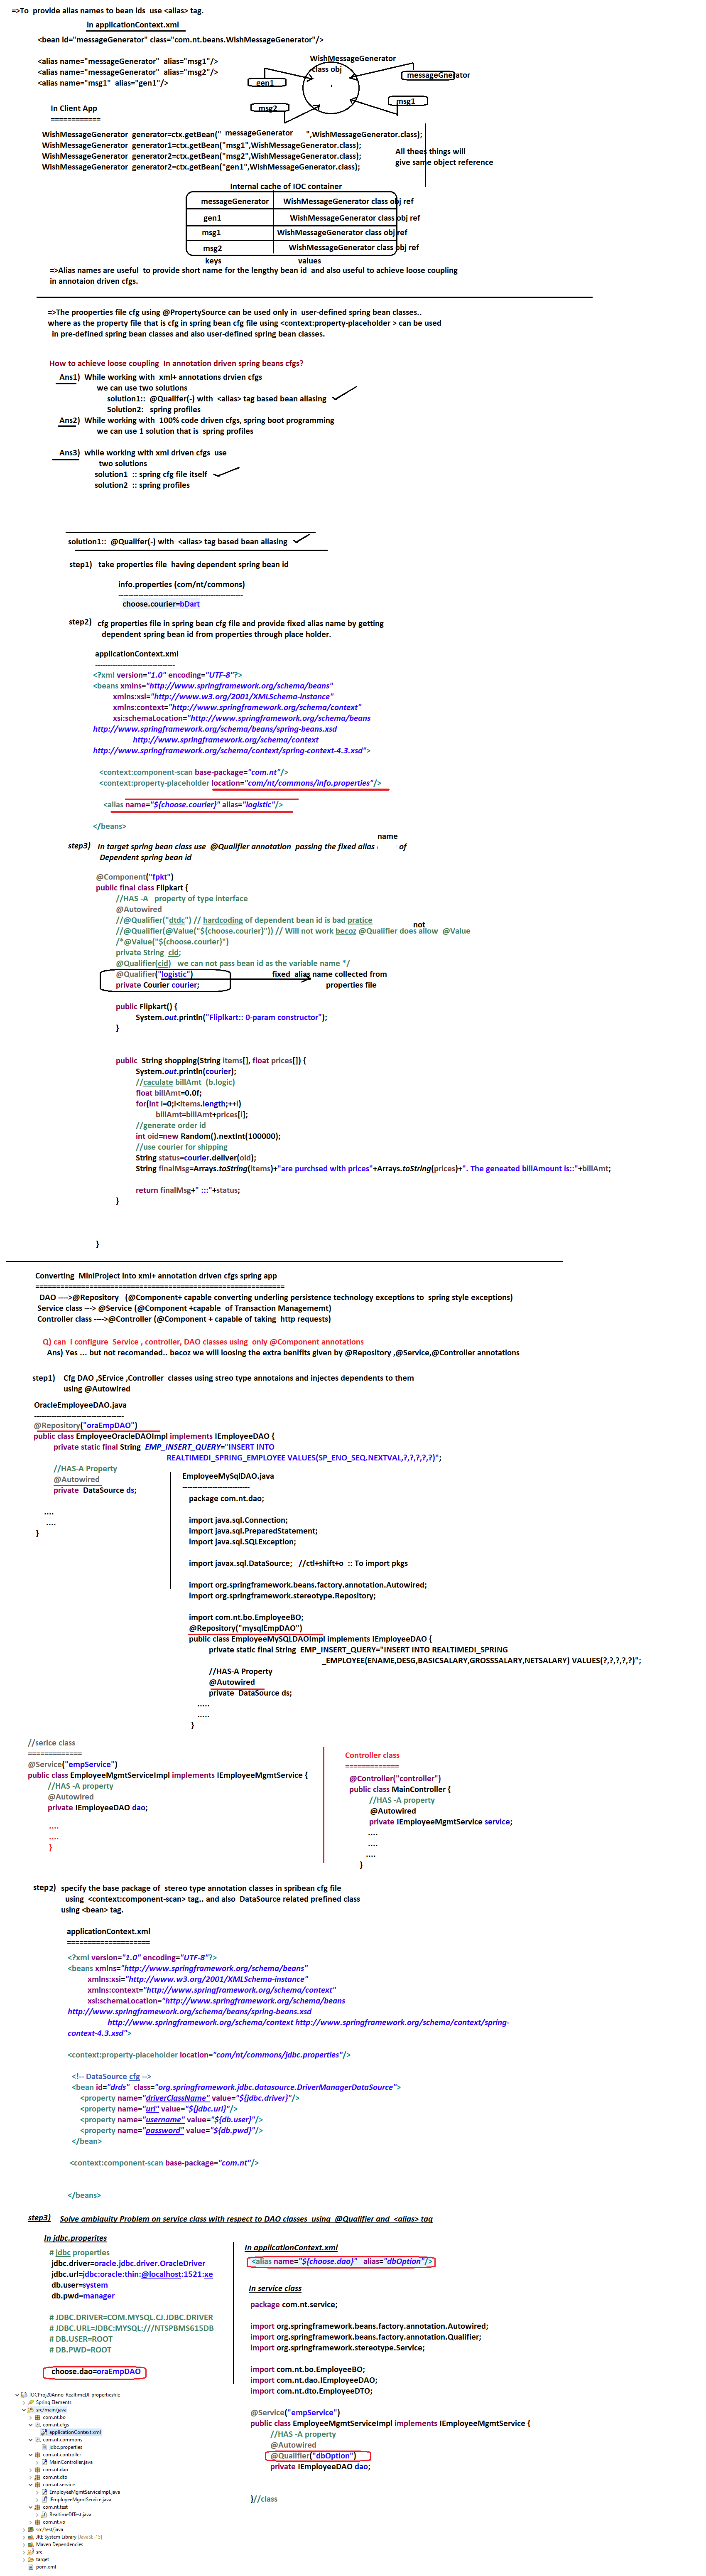 =>To provide alias names to bean ids use <alias> tag.
in applicationContext.xml
<bean id="messageGenerator" class="com.nt.beans.WishMessageGenerator"/>
<alias name="messageGenerator" alias="msg1"/>
<alias name="messageGenerator" alias="msg2"/>
<alias name="msg1" alias="gen1"/>
WishMessageGenerator
class obj
gen1
messageGnerator
msg2
msg1
In Client App
============
WishMessageGenerator generator=ctx.getBean(" messageGenerator ",WishMessageGenerator.class);
WishMessageGenerator generator1=ctx.getBean("msg1",WishMessageGenerator.class);
WishMessageGenerator generator2=ctx.getBean("msg2",WishMessageGenerator.class);
WishMessageGenerator generator2=ctx.getBean("gen1",WishMessageGenerator.class);
All thees things will
give same object reference
Internal cache of IOC container
messageGenerator WishMessageGenerator class obj ref
gen1 WishMessageGenerator class obj ref
msg1 WishMessageGenerator class obj ref
msg2 WishMessageGenerator class obj ref
keys values
=>Alias names are useful to provide short name for the lengthy bean id and also useful to achieve loose coupling
in annotaion driven cfgs.
=>The prooperties file cfg using @PropertySource can be used only in user-defined spring bean classes..
where as the property file that is cfg in spring bean cfg file using <context:property-placeholder > can be used
in pre-defined spring bean classes and also user-defined spring bean classes.
How to achieve loose coupling In annotation driven spring beans cfgs?
Ans1) While working with xml+ annotations drvien cfgs
we can use two solutions
solution1:: @Qualifer(-) with <alias> tag based bean aliasing
Solution2: spring profiles
Ans2) While working with 100% code driven cfgs, spring boot programming
we can use 1 solution that is spring profiles
Ans3) while working with xml driven cfgs use
two solutions
solution1 :: spring cfg file itself
solution2 :: spring profiles
solution1:: @Qualifer(-) with <alias> tag based bean aliasing
step1) take properties file having dependent spring bean id
info.properties (com/nt/commons)
-----------------------------------------------
choose.courier=bDart
step2) cfg properties file in spring bean cfg file and provide fixed alias name by getting
dependent spring bean id from properties through place holder.
applicationContext.xml
------------------------------
<?xml version="1.0" encoding="UTF-8"?>
<beans xmlns="http://www.springframework.org/schema/beans"
xmlns:xsi="http://www.w3.org/2001/XMLSchema-instance"
xmlns:context="http://www.springframework.org/schema/context"
xsi:schemaLocation="http://www.springframework.org/schema/beans
http://www.springframework.org/schema/beans/spring-beans.xsd
http://www.springframework.org/schema/context
http://www.springframework.org/schema/context/spring-context-4.3.xsd">
<context:component-scan base-package="com.nt"/>
<context:property-placeholder location="com/nt/commons/info.properties"/>
<alias name="${choose.courier}" alias="logistic"/>
</beans>
step3) In target spring bean class use @Qualifier annotation passing the fixed alias name of
Dependent spring bean id
@Component("fpkt")
public final class Flipkart {
//HAS -A property of type interface
@Autowired
//@Qualifier("dtdc") // hardcoding of dependent bean id is bad pratice
//@Qualifier(@Value("${choose.courier}")) // Will not work becoz @Qualifier does not allow @Value
/*@Value("${choose.courier}")
private String cid;
@Qualifier(cid) we can not pass bean id as the variable name */
@Qualifier("logistic") fixed alias name collected from
private Courier courier; properties file
public Flipkart() {
System.out.println("Fliplkart:: 0-param constructor");
}
public String shopping(String items[], float prices[]) {
System.out.println(courier);
//caculate billAmt (b.logic)
float billAmt=0.0f;
for(int i=0;i<items.length;++i)
billAmt=billAmt+prices[i];
//generate order id
int oid=new Random().nextInt(100000);
//use courier for shipping
String status=courier.deliver(oid);
String finalMsg=Arrays.toString(items)+"are purchsed with prices"+Arrays.toString(prices)+". The geneated billAmount is::"+billAmt;
return finalMsg+" :::"+status;
}
}
Converting MiniProject into xml+ annotation driven cfgs spring app
============================================================
DAO ---->@Repository (@Component+ capable converting underling persistence technology exceptions to spring style exceptions)
Service class ---> @Service (@Component +capable of Transaction Managememt)
Controller class ---->@Controller (@Component + capable of taking http requests)
Q) can i configure Service , controller, DAO classes using only @Component annotations
Ans) Yes ... but not recomanded.. becoz we will loosing the extra benifits given by @Repository ,@Service,@Controller annotations
step1) Cfg DAO ,SErvice ,Controller classes using streo type annotaions and injectes dependents to them
using @Autowired
OracleEmployeeDAO.java
----------------------------------
@Repository("oraEmpDAO")
public class EmployeeOracleDAOImpl implements IEmployeeDAO {
private static final String EMP_INSERT_QUERY="INSERT INTO
REALTIMEDI_SPRING_EMPLOYEE VALUES(SP_ENO_SEQ.NEXTVAL,?,?,?,?,?)";
//HAS-A Property
@Autowired
private DataSource ds;
....
....
}
EmployeeMySqlDAO.java
--------------------------
package com.nt.dao;
import java.sql.Connection;
import java.sql.PreparedStatement;
import java.sql.SQLException;
import javax.sql.DataSource; //ctl+shift+o :: To import pkgs
import org.springframework.beans.factory.annotation.Autowired;
import org.springframework.stereotype.Repository;
import com.nt.bo.EmployeeBO;
@Repository("mysqlEmpDAO")
public class EmployeeMySQLDAOImpl implements IEmployeeDAO {
private static final String EMP_INSERT_QUERY="INSERT INTO REALTIMEDI_SPRING
_EMPLOYEE(ENAME,DESG,BASICSALARY,GROSSSALARY,NETSALARY) VALUES(?,?,?,?,?)";
//HAS-A Property
@Autowired
private DataSource ds;
.....
.....
}
//serice class
=============
@Service("empService")
public class EmployeeMgmtServiceImpl implements IEmployeeMgmtService {
//HAS -A property
@Autowired
private IEmployeeDAO dao;
....
....
}
Controller class
=============
@Controller("controller")
public class MainController {
//HAS -A property
@Autowired
private IEmployeeMgmtService service;
....
....
....
}
step2) specify the base package of stereo type annotation classes in spribean cfg file
using <context:component-scan> tag.. and also DataSource related prefined class
using <bean> tag.
applicationContext.xml
====================
<?xml version="1.0" encoding="UTF-8"?>
<beans xmlns="http://www.springframework.org/schema/beans"
xmlns:xsi="http://www.w3.org/2001/XMLSchema-instance"
xmlns:context="http://www.springframework.org/schema/context"
xsi:schemaLocation="http://www.springframework.org/schema/beans
http://www.springframework.org/schema/beans/spring-beans.xsd
http://www.springframework.org/schema/context http://www.springframework.org/schema/context/spring-
context-4.3.xsd">
<context:property-placeholder location="com/nt/commons/jdbc.properties"/>
<!-- DataSource cfg -->
<bean id="drds" class="org.springframework.jdbc.datasource.DriverManagerDataSource">
<property name="driverClassName" value="${jdbc.driver}"/>
<property name="url" value="${jdbc.url}"/>
<property name="username" value="${db.user}"/>
<property name="password" value="${db.pwd}"/>
</bean>
<context:component-scan base-package="com.nt"/>
</beans>
step3) Solve ambiguity Problem on service class with respect to DAO classes using @Qualifier and <alias> tag
In jdbc.properites
# jdbc properties
jdbc.driver=oracle.jdbc.driver.OracleDriver
jdbc.url=jdbc:oracle:thin:@localhost:1521:xe
db.user=system
db.pwd=manager
# JDBC.DRIVER=COM.MYSQL.CJ.JDBC.DRIVER
# JDBC.URL=JDBC:MYSQL:///NTSPBMS615DB
# DB.USER=ROOT
# DB.PWD=ROOT
choose.dao=oraEmpDAO
In applicationContext.xml
<alias name="${choose.dao}" alias="dbOption"/>
In service class
package com.nt.service;
import org.springframework.beans.factory.annotation.Autowired;
import org.springframework.beans.factory.annotation.Qualifier;
import org.springframework.stereotype.Service;
import com.nt.bo.EmployeeBO;
import com.nt.dao.IEmployeeDAO;
import com.nt.dto.EmployeeDTO;
@Service("empService")
public class EmployeeMgmtServiceImpl implements IEmployeeMgmtService {
//HAS -A property
@Autowired
@Qualifier("dbOption")
private IEmployeeDAO dao;
}//class
IOCProj20Anno-RealtimeDI-propertiesfile
Spring Elements
src/main/java
com.nt.bo
com.nt.cfgs
applicationContext.xml
com.nt.commons
jdbc.properties
com.nt.controller
MainController.java
com.nt.dao
com.nt.dto
com.nt.service
EmployeeMgmtServiceImpl.java
IEmployeeMgmtService.java
com.nt.test
RealtimeDITest.java
com.nt.vo
src/test/java
JRE System Library [JavaSE-15]
Maven Dependencies
src
target
pom.xml